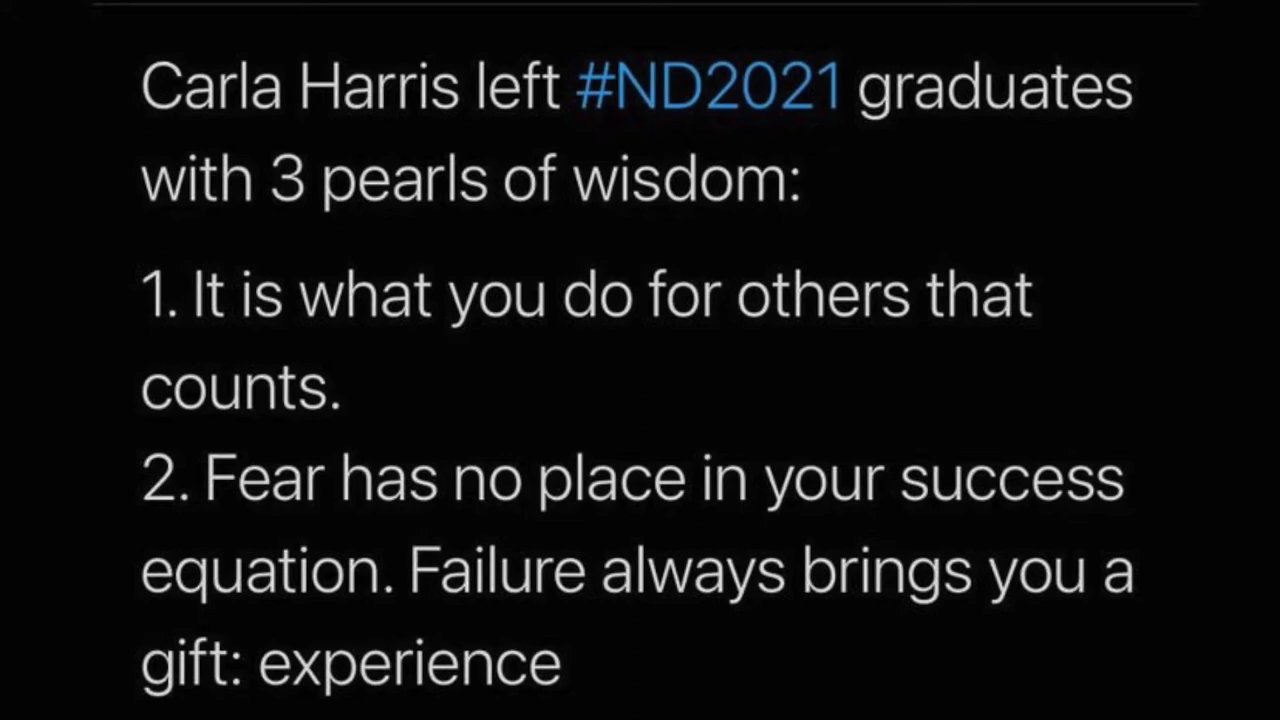 Carla Harris left #ND2021 graduates
with 3 pearls of wisdom:
1. It is what you do for others that
counts.
2. Fear has no place in your success
equation. Failure always brings you a
gift: experience